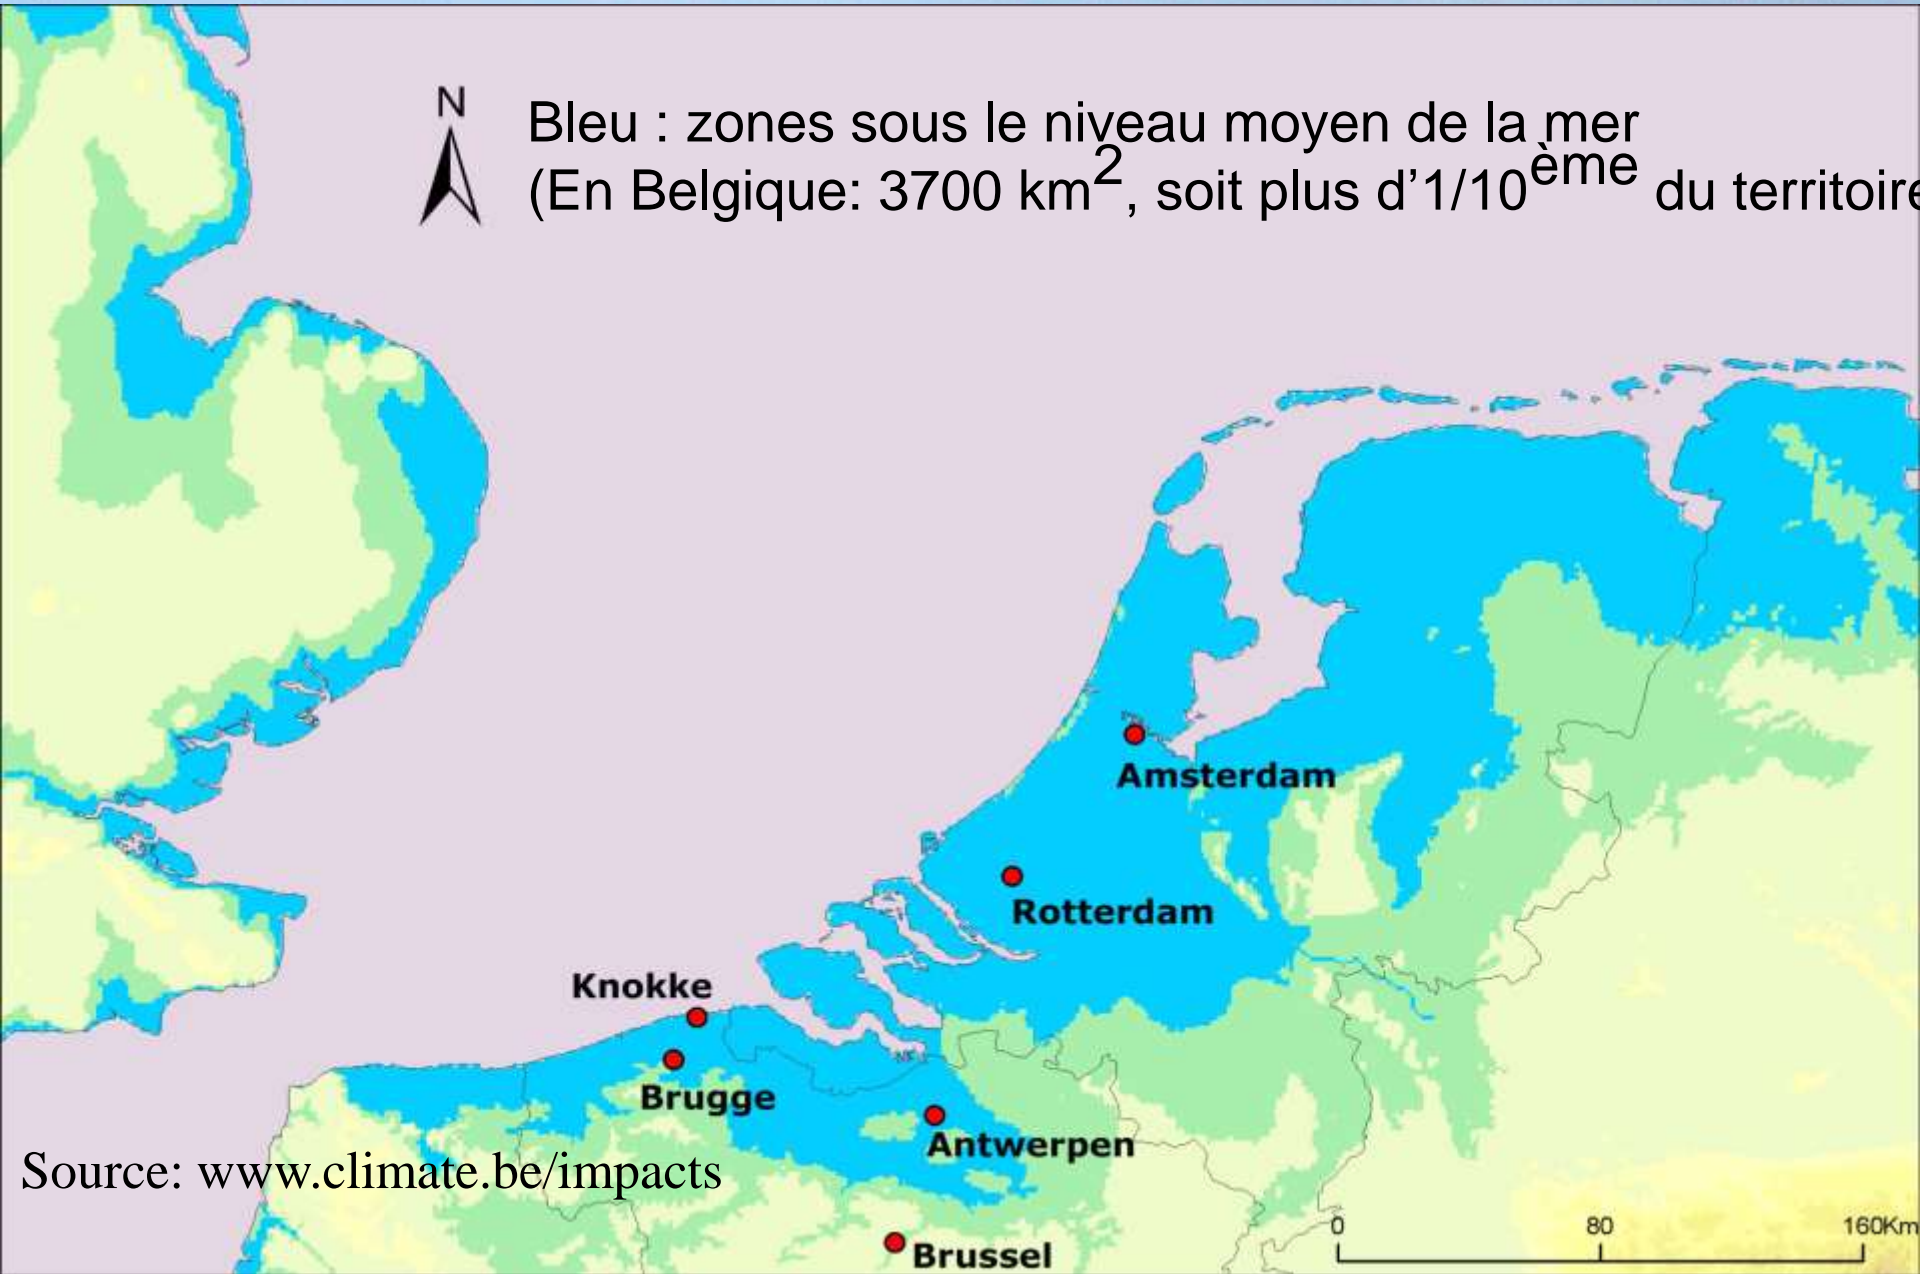 N
Bleu : zones sous le niveau moyen de la mer
(En Belgique: 3700 km², soit plus d’1/10ème du territoire
Amsterdam
Rotterdam
Knokke
Brugge
Antwerpen
Source: www.climate.be/impacts
0 80 160Km
Brussel